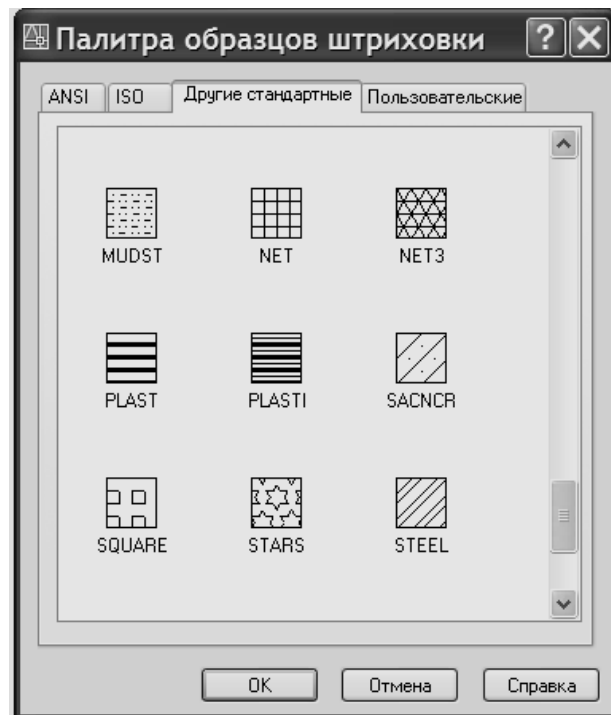 Палитра образцов штриховки
ANSI ISO Другие стандартные Пользовательские
MUDST NET NET3
PLAST PLASTI SACNCR
SQUARE STARS STEEL
OK Отмена Справка